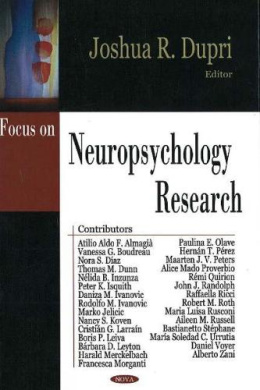 Joshua R. Dupri
Editor
Focus on
Neuropsychology
Research
Contributors
Atilio Aldo F. Almagià
Vanessa G. Boudreau
Nora S. Díaz
Thomas M. Dunn
Nélida B. Inzunza
Peter K. Isquith
Daniza M. Ivanovic
Rodolfo M. Ivanovic
Marko Jelicic
Nancy S. Koven
Cristián G. Larraín
Boris P. Leiva
Bárbara D. Leyton
Harald Merckelbach
Francesca Morganti
Paulina E. Olave
Hernán T. Pérez
Maarton J. V. Peters
Alice Mado Proverbio
Rémi Quirion
John J. Randolph
Raffaella Ricci
Robert M. Roth
Maria Luisa Rusconi
Aileen M. Russell
Bastianetto Stéphane
María Soledad C. Urrutia
Daniel Voyer
Alberto Zani
NOVA